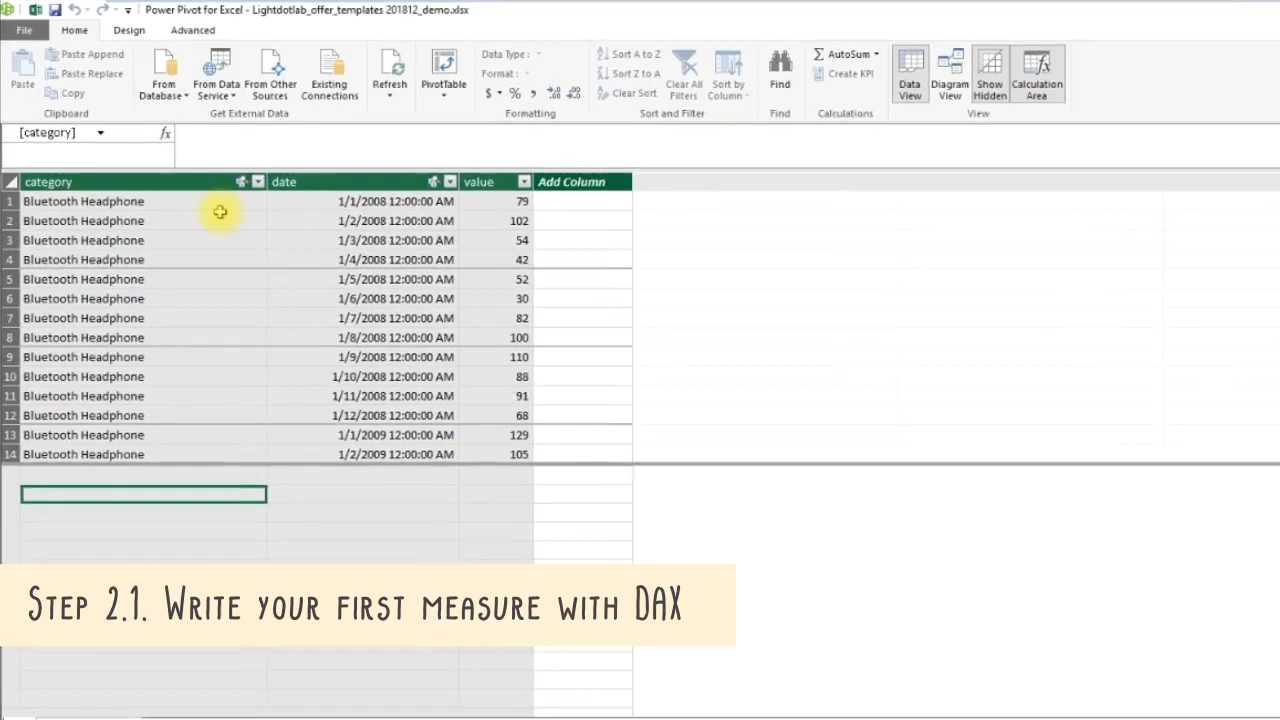 Power Pivot for Excel - Lightdotlab_offer_templates 201812_demo.xlsx
File Home Design Advanced
Paste
Paste Append
Paste Replace
Copy
Clipboard
From Database
From Data Service
From Other Sources
Existing Connections
Get External Data
Refresh
PivotTable
Data Type :
Format :
$ % ,
Formatting
Sort A to Z
Sort Z to A
Clear Sort
Clear All Filters
Sort by Column
Sort and Filter
Find
Find
AutoSum
Create KPI
Calculations
Data View
Diagram View
Show Hidden
Calculation Area
View
[category] fx
category date value Add Column
1 Bluetooth Headphone 1/1/2008 12:00:00 AM 79
2 Bluetooth Headphone 1/2/2008 12:00:00 AM 102
3 Bluetooth Headphone 1/3/2008 12:00:00 AM 54
4 Bluetooth Headphone 1/4/2008 12:00:00 AM 42
5 Bluetooth Headphone 1/5/2008 12:00:00 AM 52
6 Bluetooth Headphone 1/6/2008 12:00:00 AM 30
7 Bluetooth Headphone 1/7/2008 12:00:00 AM 82
8 Bluetooth Headphone 1/8/2008 12:00:00 AM 100
9 Bluetooth Headphone 1/9/2008 12:00:00 AM 110
10 Bluetooth Headphone 1/10/2008 12:00:00 AM 88
11 Bluetooth Headphone 1/11/2008 12:00:00 AM 91
12 Bluetooth Headphone 1/12/2008 12:00:00 AM 68
13 Bluetooth Headphone 1/1/2009 12:00:00 AM 129
14 Bluetooth Headphone 1/2/2009 12:00:00 AM 105
Step 2.1. Write your first measure with DAX